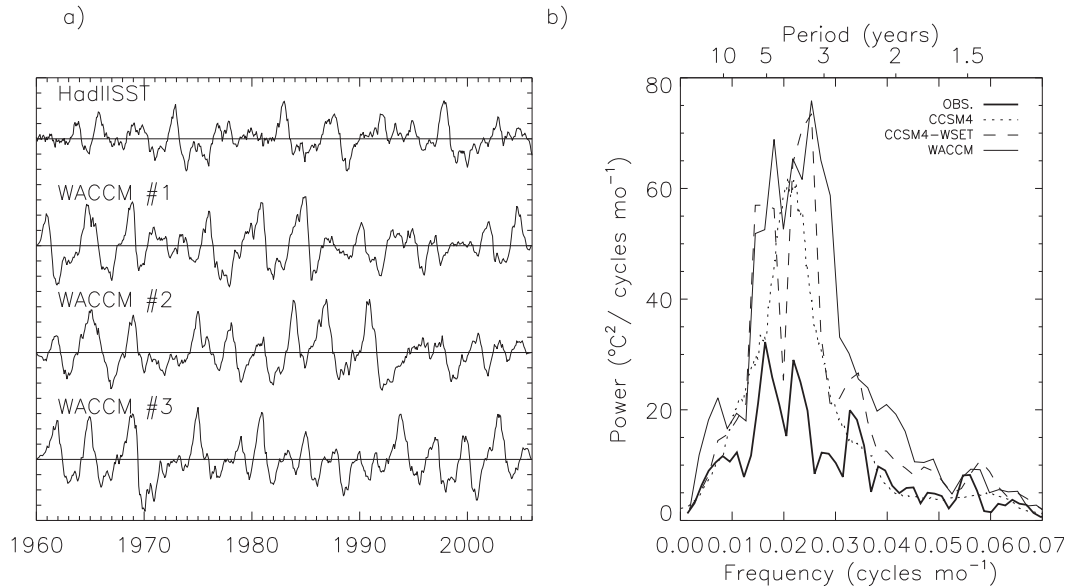 a)
HadIISST
WACCM #1
WACCM #2
WACCM #3
1960 1970 1980 1990 2000
b)
Period (years)
10 5 3 2 1.5
80
60
40
20
0
Power (°C²/ cycles mo⁻¹)
OBS.
CCSM4
CCSM4-WSET
WACCM
0.00 0.01 0.02 0.03 0.04 0.05 0.06 0.07
Frequency (cycles mo⁻¹)